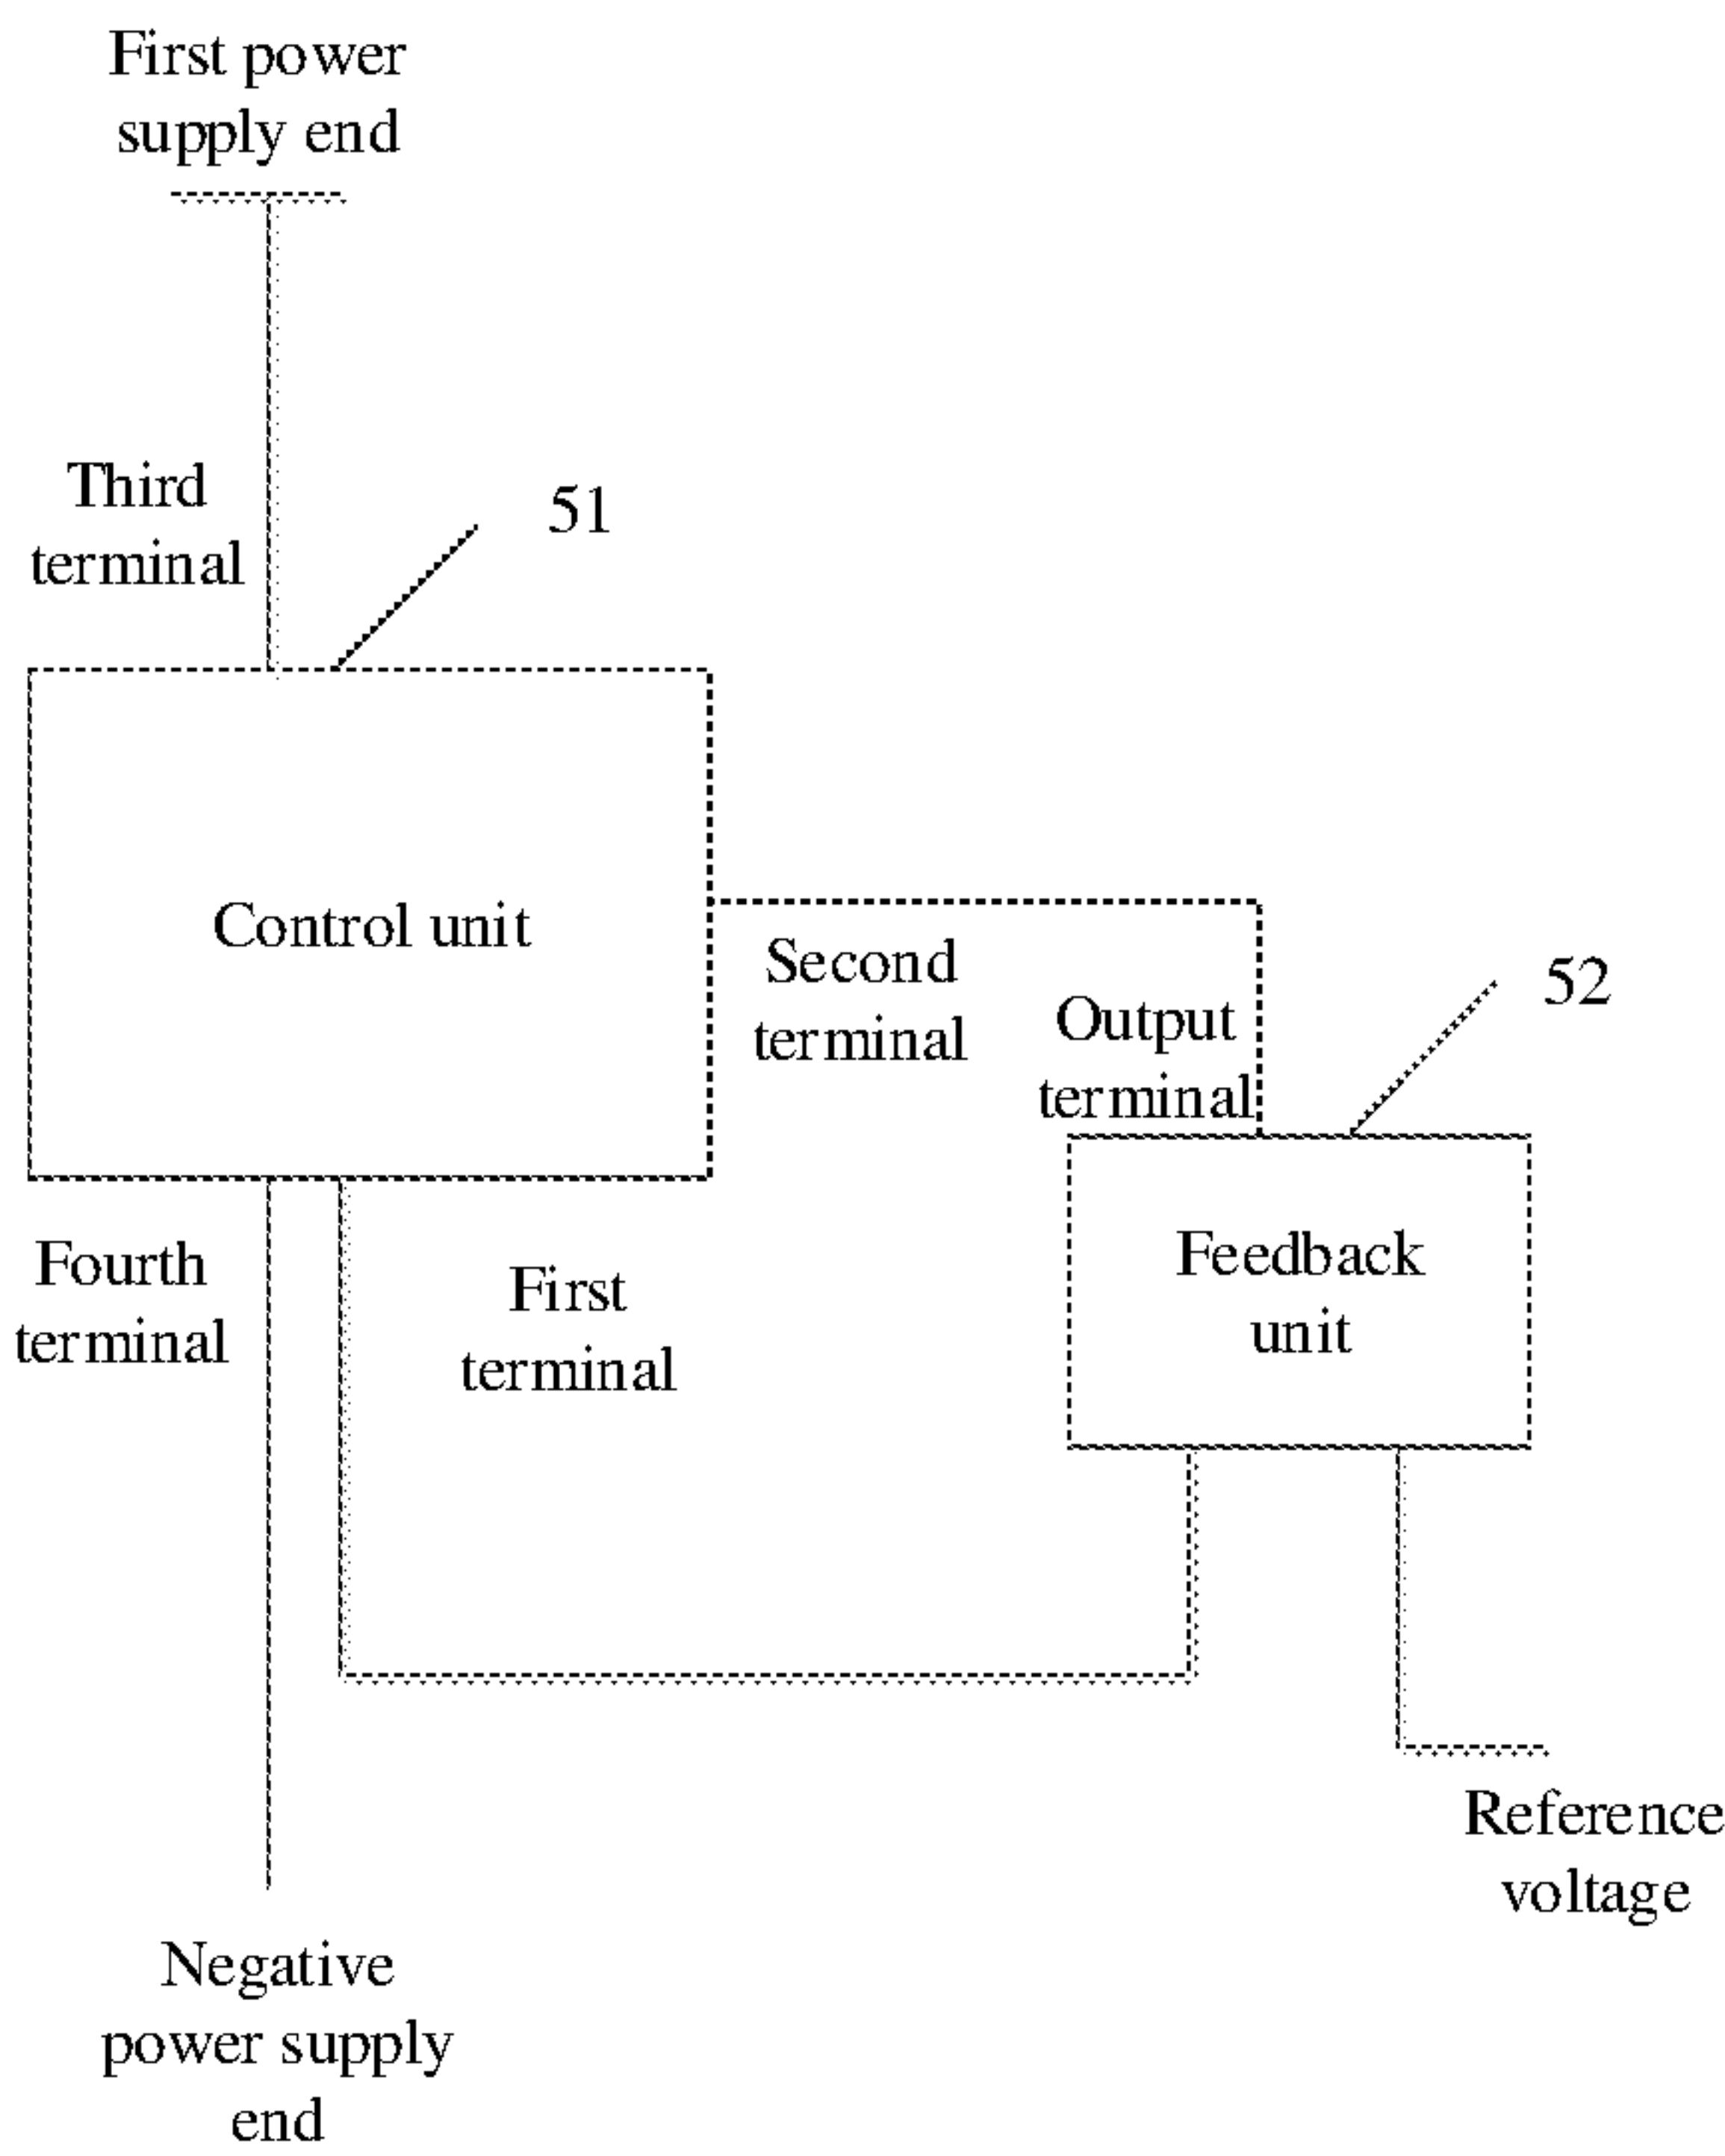 First power
supply end
Third
terminal
51
Control unit
Second
terminal
Output
terminal
52
Feedback
unit
Fourth
terminal
First
terminal
Reference
voltage
Negative
power supply
end